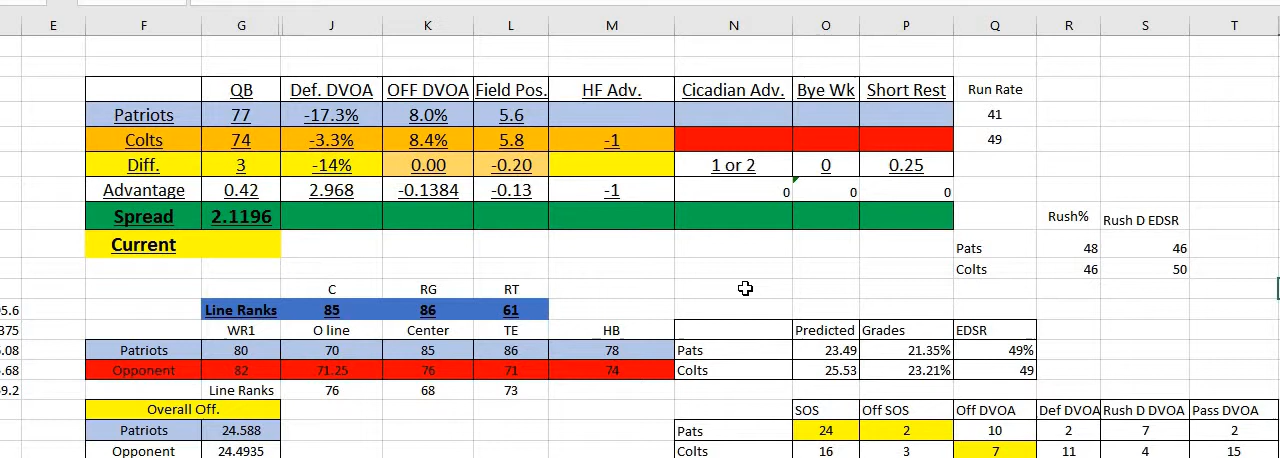 E F G J K L M N O P Q R S T
QB Def. DVOA OFF DVOA Field Pos. HF Adv. Cicadian Adv. Bye Wk Short Rest Run Rate
Patriots 77 -17.3% 8.0% 5.6 41
Colts 74 -3.3% 8.4% 5.8 -1 49
Diff. 3 -14% 0.00 -0.20 1 or 2 0 0.25
Advantage 0.42 2.968 -0.1384 -0.13 -1 0 0 0
Spread 2.1196 Rush% Rush D EDSR
Current Pats 48 46
Colts 46 50
C RG RT
Line Ranks 85 86 61
WR1 O line Center TE HB Predicted Grades EDSR
Patriots 80 70 85 86 78 Pats 23.49 21.35% 49%
Opponent 82 71.25 76 71 74 Colts 25.53 23.21% 49
Line Ranks 76 68 73
Overall Off. SOS Off SOS Off DVOA Def DVOA Rush D DVOA Pass DVOA
Patriots 24.588 Pats 24 2 10 2 7 2
Opponent 24.4935 Colts 16 3 7 11 4 15